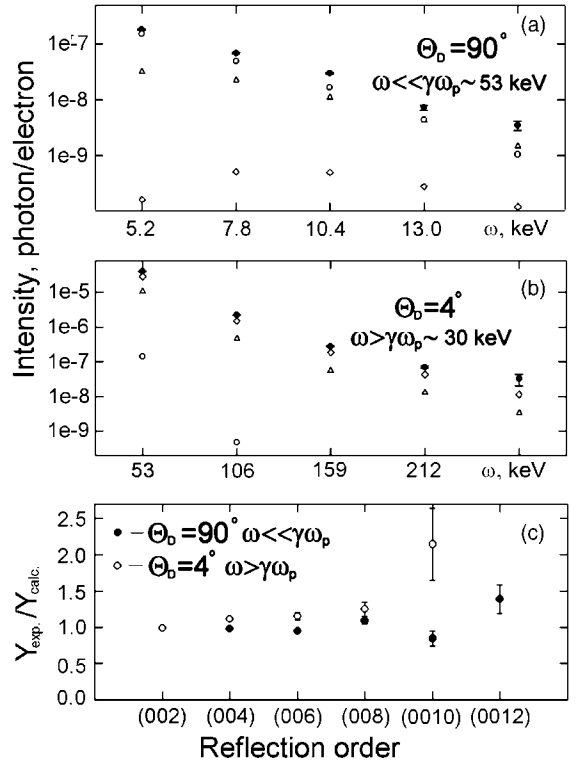 Intensity, photon/electron
(a)
Θ_D = 90°
ω<<γω_p ~ 53 keV
1e-7
1e-8
1e-9
5.2 7.8 10.4 13.0 ω, keV
(b)
Θ_D = 4°
ω>γω_p ~ 30 keV
1e-5
1e-6
1e-7
1e-8
1e-9
53 106 159 212 ω, keV
(c)
● – Θ_D = 90° ω<<γω_p
○ – Θ_D = 4° ω>γω_p
Y_exp. /Y_calc.
2.5
2.0
1.5
1.0
0.5
0.0
(002) (004) (006) (008) (0010) (0012)
Reflection order